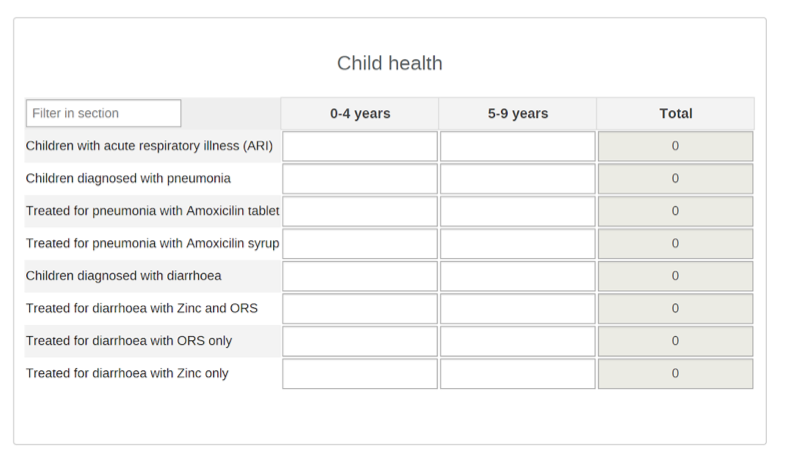 Child health
Filter in section 0-4 years 5-9 years Total
Children with acute respiratory illness (ARI) 0
Children diagnosed with pneumonia 0
Treated for pneumonia with Amoxicilin tablet 0
Treated for pneumonia with Amoxicilin syrup 0
Children diagnosed with diarrhoea 0
Treated for diarrhoea with Zinc and ORS 0
Treated for diarrhoea with ORS only 0
Treated for diarrhoea with Zinc only 0